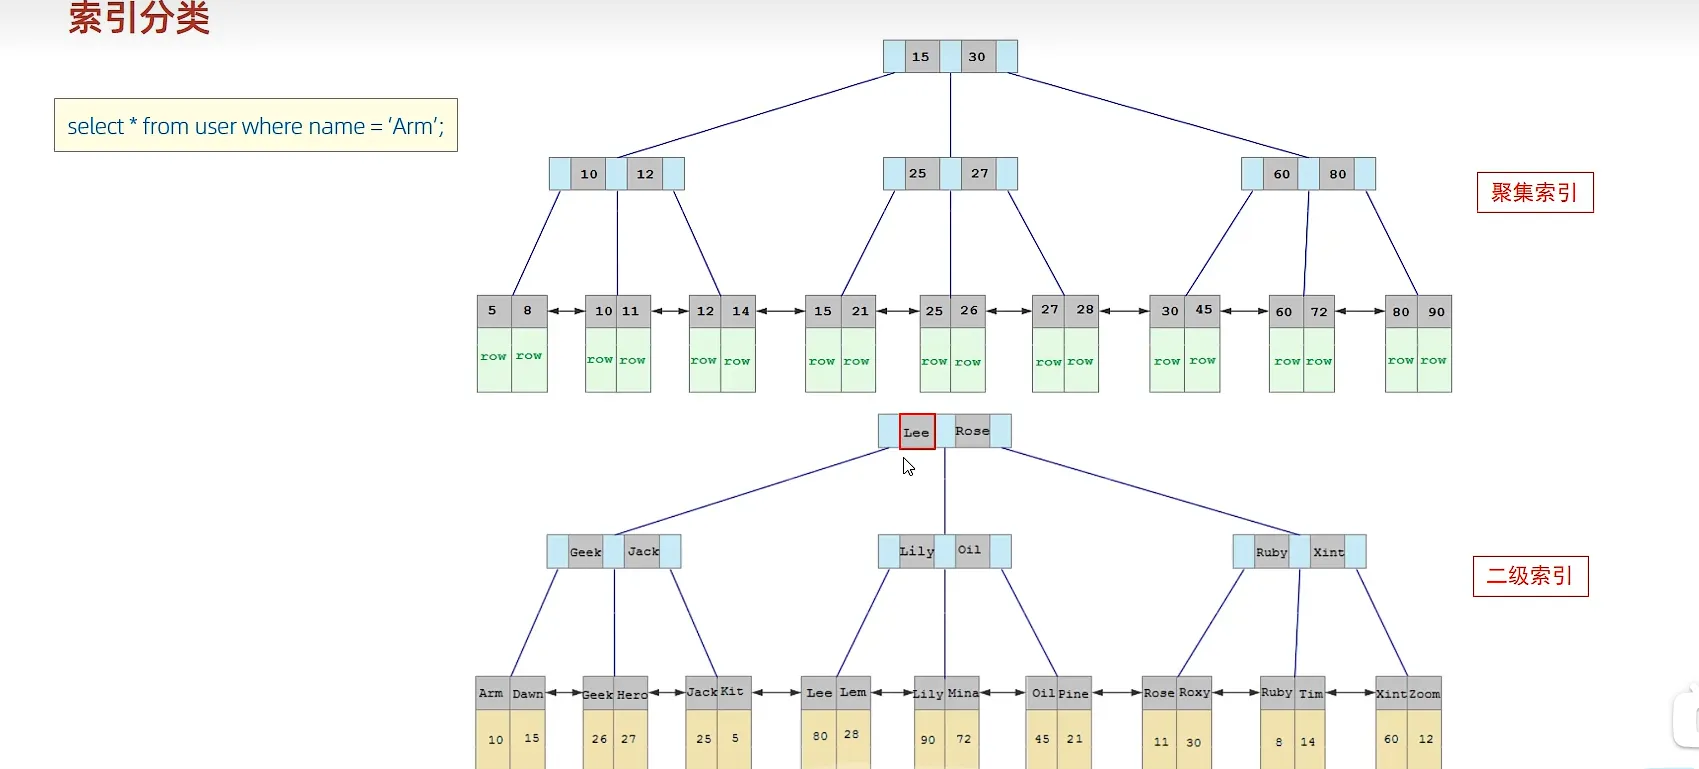 索引分类
select * from user where name = 'Arm';
15 30
10 12 25 27 60 80
聚集索引
5 8 10 11 12 14 15 21 25 26 27 28 30 45 60 72 80 90
row row row row row row row row row row row row row row row row row row
Lee Rose
Geek Jack Lily Oil Ruby Xint
二级索引
Arm Dawn Geek Hero Jack Kit Lee Lem Lily Mina Oil Pine Rose Roxy Ruby Tim Xint Zoom
10 15 26 27 25 5 80 28 90 72 45 21 11 30 8 14 60 12